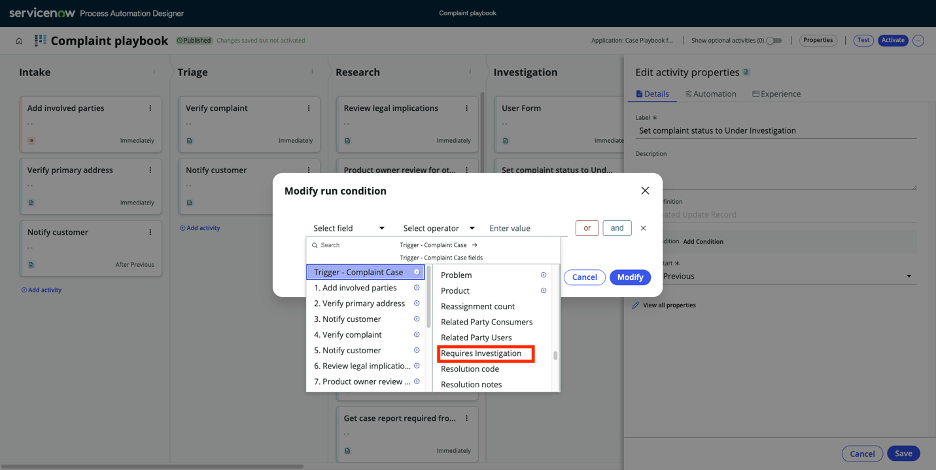 servicenow Process Automation Designer
Complaint playbook
Complaint playbook
Published
Changes saved but not activated
Application: Case Playbook f...
Show optional activities (0)
Properties
Test
Activate
Intake
Triage
Research
Investigation
Add involved parties
--
Immediately
Verify primary address
--
Immediately
Notify customer
--
After Previous
Add activity
Verify complaint
--
Immediately
Notify customer
--
Add activity
Review legal implications
--
Immediately
Product owner review for ot...
Get case report required fro...
--
Immediately
User Form
--
Immediately
Set complaint status to Und...
Edit activity properties
Details
Automation
Experience
Label
Set complaint status to Under Investigation
Description
efinition
ated Update Record
dition Add Condition
tart
Previous
View all properties
Cancel
Save
Modify run condition
Select field
Select operator
Enter value
or
and
Search
Trigger - Complaint Case
Trigger - Complaint Case fields
Trigger - Complaint Case
1. Add involved parties
2. Verify primary address
3. Notify customer
4. Verify complaint
5. Notify customer
6. Review legal implicatio...
7. Product owner review ...
Problem
Product
Reassignment count
Related Party Consumers
Related Party Users
Requires Investigation
Resolution code
Resolution notes
Cancel
Modify